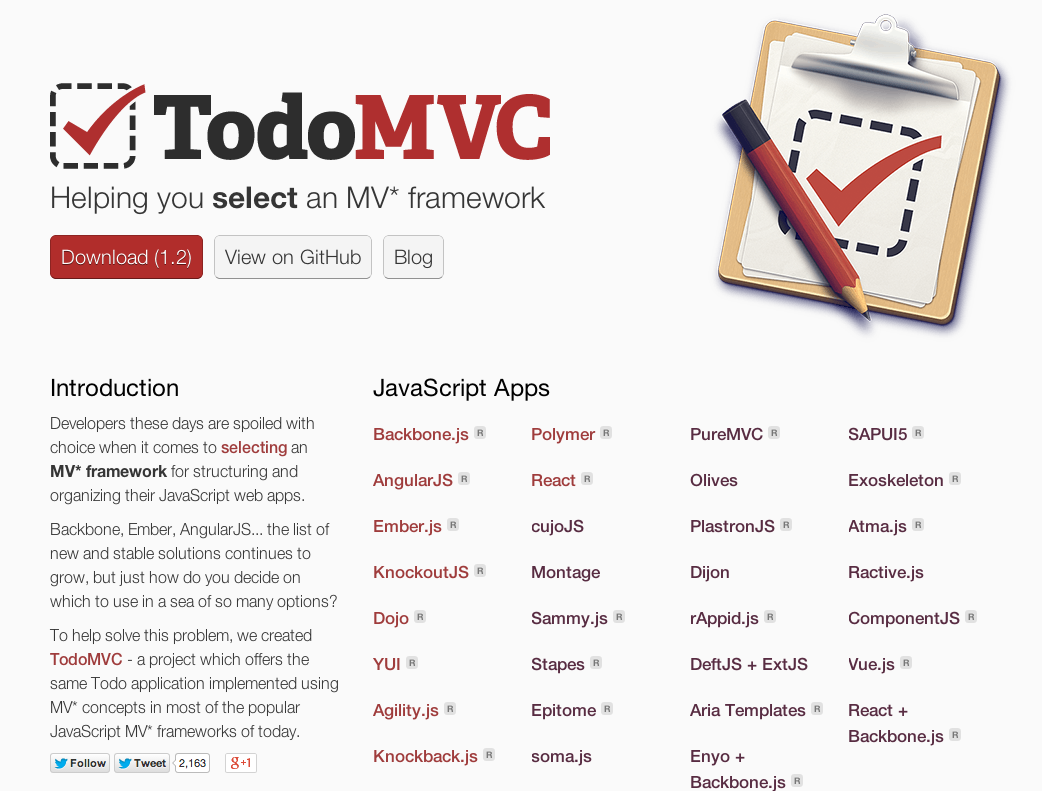 TodoMVC
Helping you select an MV* framework
Download (1.2)
View on GitHub
Blog
Introduction
Developers these days are spoiled with
choice when it comes to selecting an
MV* framework for structuring and
organizing their JavaScript web apps.
Backbone, Ember, AngularJS... the list of
new and stable solutions continues to
grow, but just how do you decide on
which to use in a sea of so many options?
To help solve this problem, we created
TodoMVC - a project which offers the
same Todo application implemented using
MV* concepts in most of the popular
JavaScript MV* frameworks of today.
Follow
Tweet
2,163
g+1
JavaScript Apps
Backbone.js R
AngularJS R
Ember.js R
KnockoutJS R
Dojo R
YUI R
Agility.js R
Knockback.js R
Polymer R
React R
cujoJS
Montage
Sammy.js R
Stapes R
Epitome R
soma.js
PureMVC R
Olives
PlastronJS R
Dijon
rAppid.js R
DeftJS + ExtJS
Aria Templates R
Enyo +
Backbone.js R
SAPUI5 R
Exoskeleton R
Atma.js R
Ractive.js
ComponentJS R
Vue.js R
React +
Backbone.js R